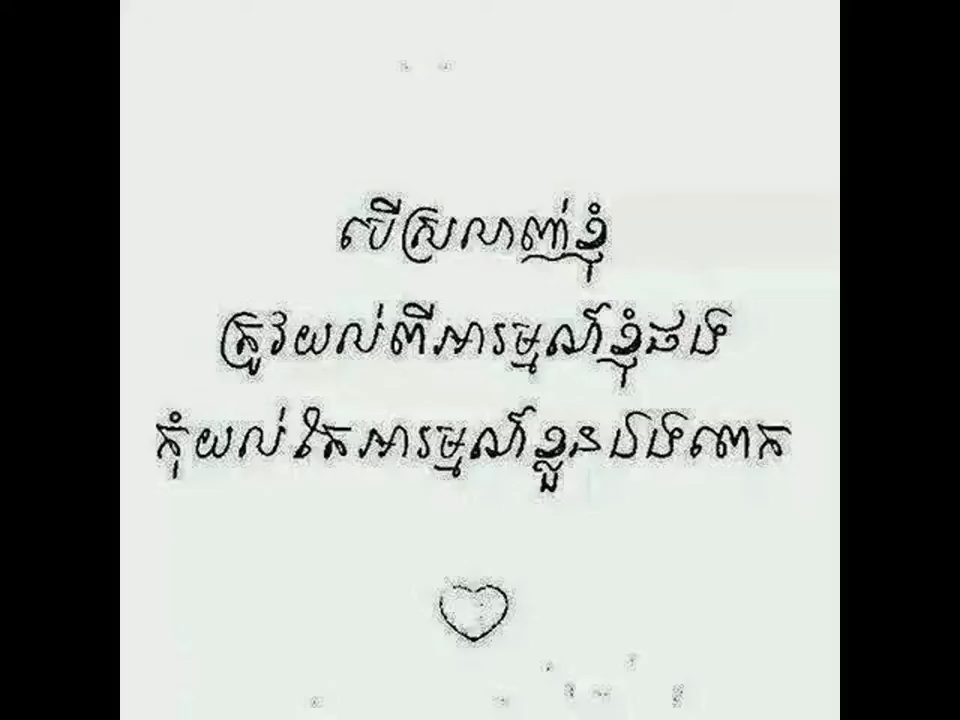 បើស្រលាញ់ខ្ញុំ
ត្រូវយល់ពីអារម្មណ៍ខ្ញុំផង
កុំយល់តែអារម្មណ៍ខ្លួនឯងពេក